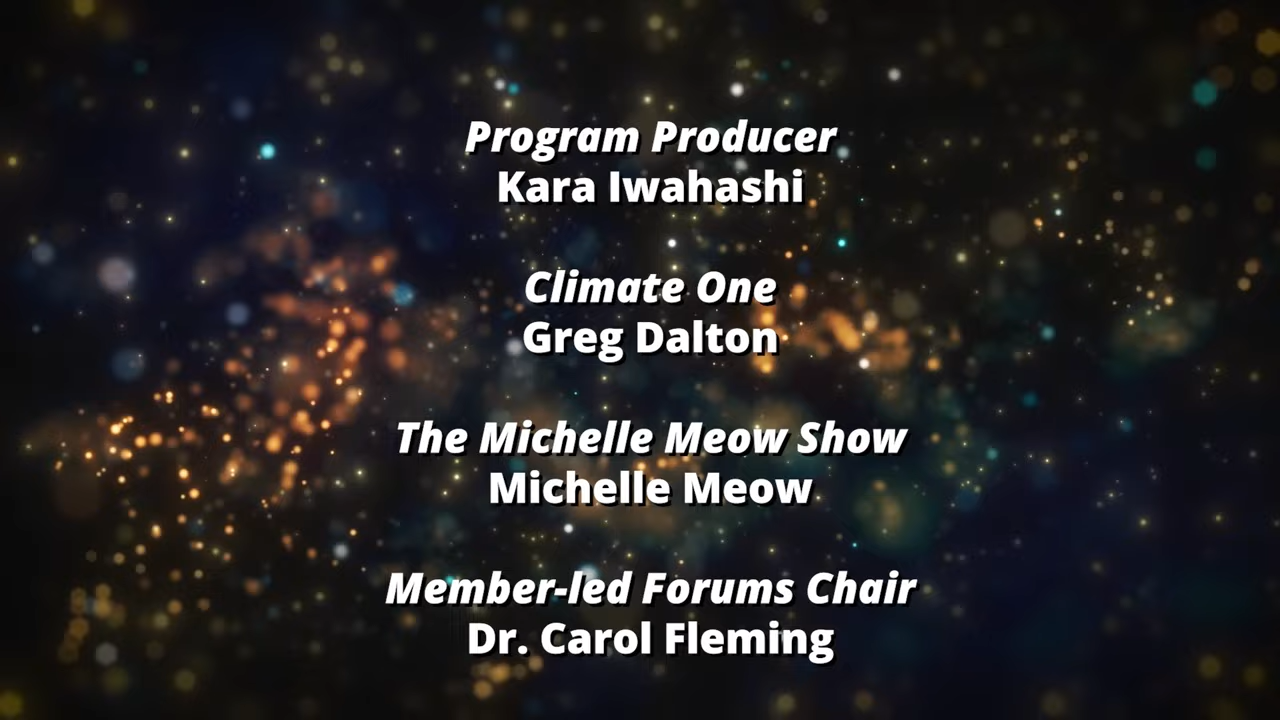 Program Producer
Kara Iwahashi
Climate One
Greg Dalton
The Michelle Meow Show
Michelle Meow
Member-led Forums Chair
Dr. Carol Fleming